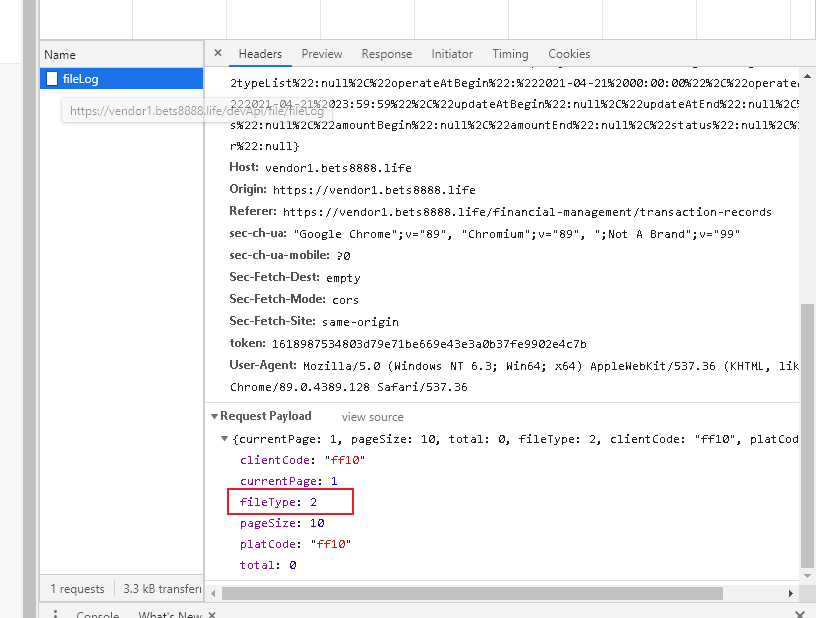 Name
× Headers Preview Response Initiator Timing Cookies
fileLog
2typeList%22:null%2C%22operateAtBegin%22:%222021-04-21%2000:00:00%22%2C%22operate
https://vendor1.bets8888.life/devApi/file/fileLog
222021-04-21%2023:59:59%22%2C%22updateAtBegin%22:null%2C%22updateAtEnd%22:null%2C%
s%22:null%2C%22amountBegin%22:null%2C%22amountEnd%22:null%2C%22status%22:null%2C%
r%22:null}
Host: vendor1.bets8888.life
Origin: https://vendor1.bets8888.life
Referer: https://vendor1.bets8888.life/financial-management/transaction-records
sec-ch-ua: "Google Chrome";v="89", "Chromium";v="89", ";Not A Brand";v="99"
sec-ch-ua-mobile: ?0
Sec-Fetch-Dest: empty
Sec-Fetch-Mode: cors
Sec-Fetch-Site: same-origin
token: 1618987534803d79e71be669e43e3a0b37fe9902e4c7b
User-Agent: Mozilla/5.0 (Windows NT 6.3; Win64; x64) AppleWebKit/537.36 (KHTML, lik
Chrome/89.0.4389.128 Safari/537.36
Request Payload view source
{currentPage: 1, pageSize: 10, total: 0, fileType: 2, clientCode: "ff10", platCod
clientCode: "ff10"
currentPage: 1
fileType: 2
pageSize: 10
platCode: "ff10"
total: 0
1 requests 3.3 kB transferr
Console What's New ×